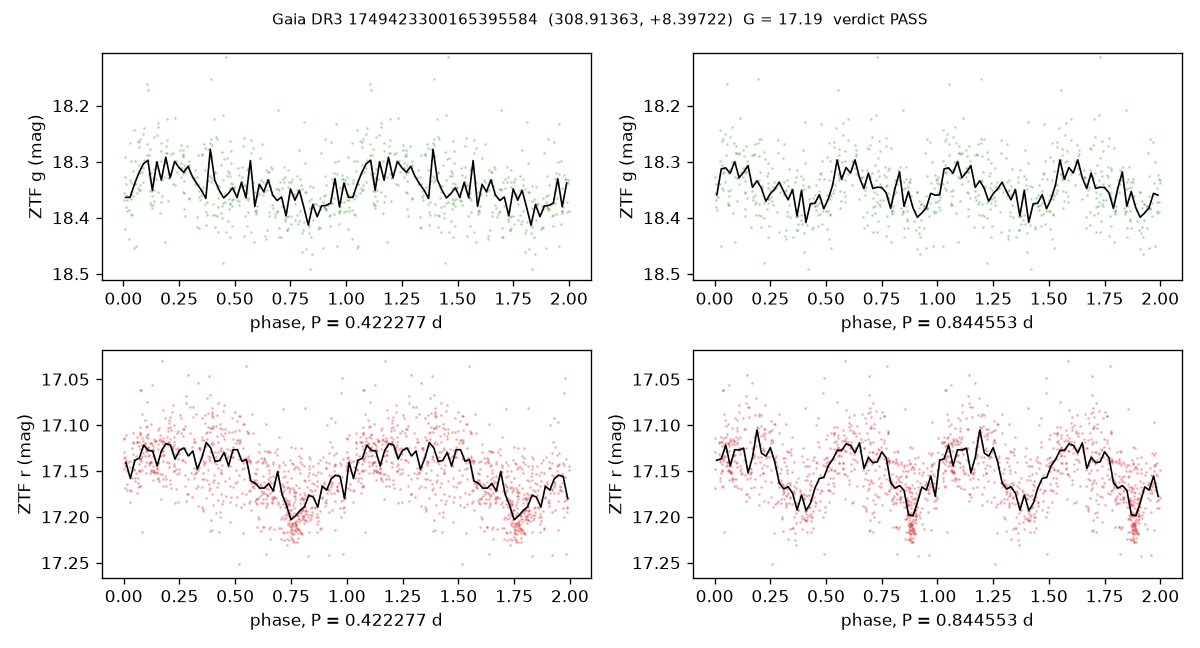 Gaia DR3 1749423300165395584 (308.91363, +8.39722) G = 17.19 verdict PASS
ZTF g (mag)
18.2
18.3
18.4
18.5
0.00 0.25 0.50 0.75 1.00 1.25 1.50 1.75 2.00
phase, P = 0.422277 d
ZTF g (mag)
18.2
18.3
18.4
18.5
0.00 0.25 0.50 0.75 1.00 1.25 1.50 1.75 2.00
phase, P = 0.844553 d
ZTF r (mag)
17.05
17.10
17.15
17.20
17.25
0.00 0.25 0.50 0.75 1.00 1.25 1.50 1.75 2.00
phase, P = 0.422277 d
ZTF r (mag)
17.05
17.10
17.15
17.20
17.25
0.00 0.25 0.50 0.75 1.00 1.25 1.50 1.75 2.00
phase, P = 0.844553 d